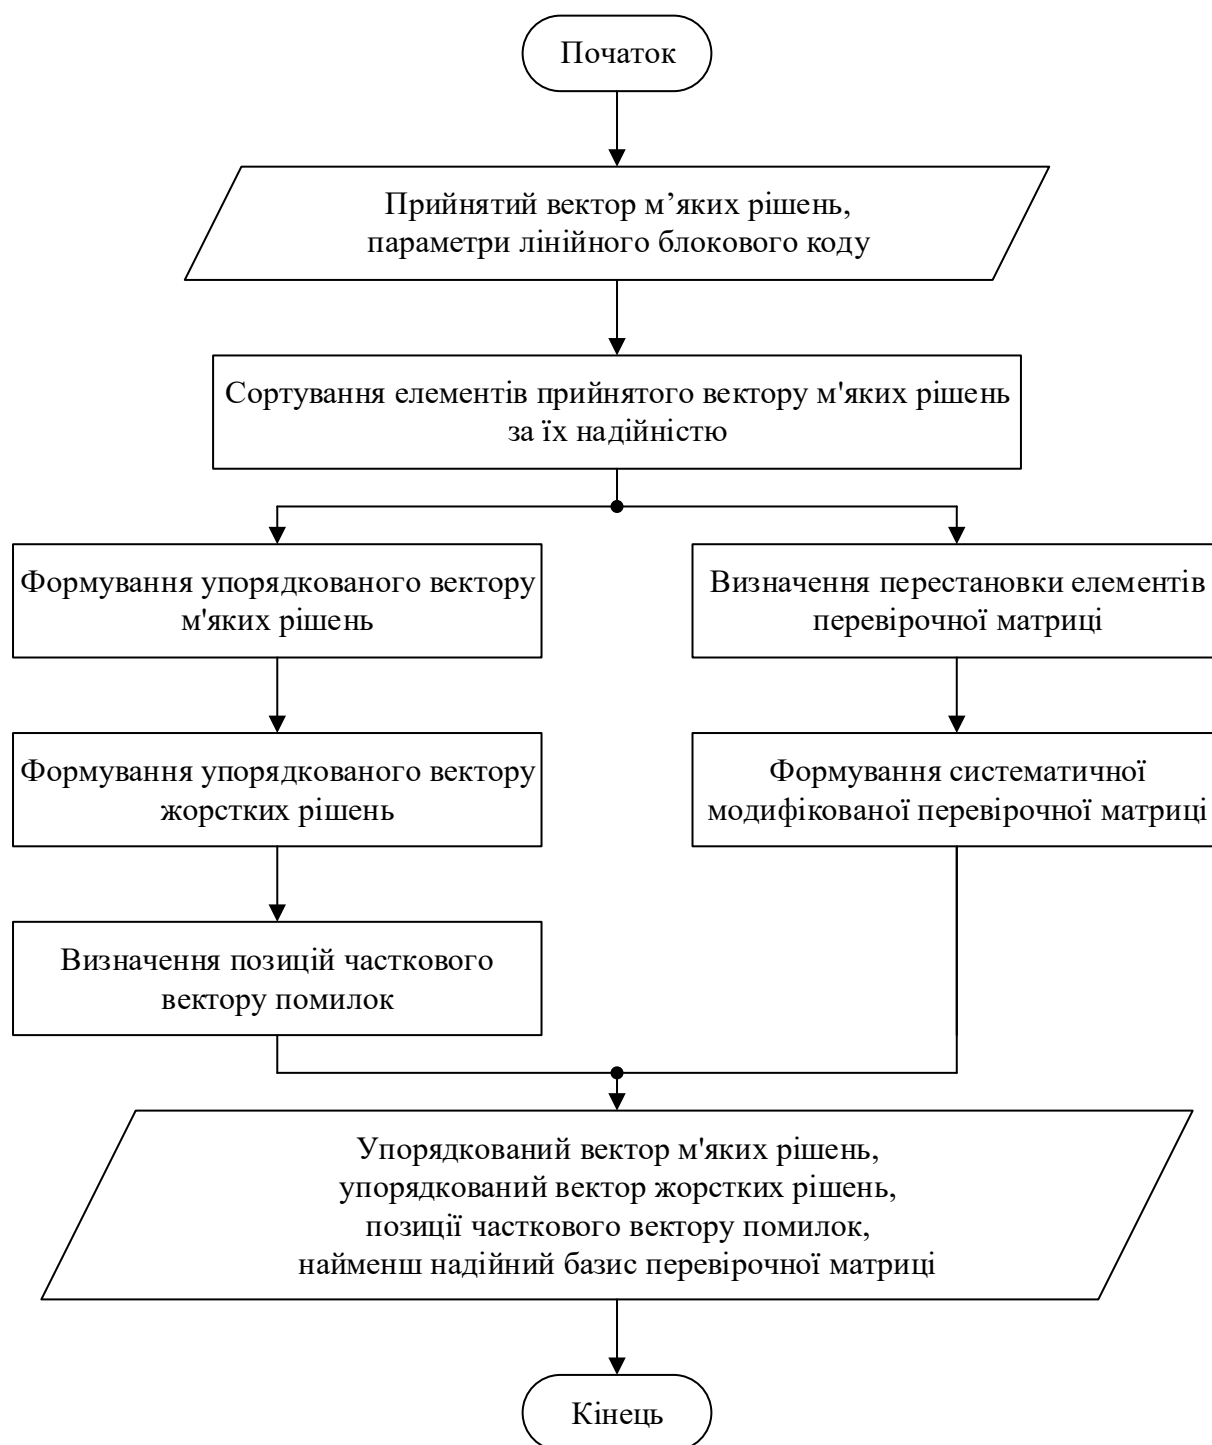 Початок
Прийнятий вектор м’яких рішень,
параметри лінійного блокового коду
Сортування елементів прийнятого вектору м'яких рішень
за їх надійністю
Формування упорядкованого вектору
м'яких рішень
Визначення перестановки елементів
перевірочної матриці
Формування упорядкованого вектору
жорстких рішень
Формування систематичної
модифікованої перевірочної матриці
Визначення позицій часткового
вектору помилок
Упорядкований вектор м'яких рішень,
упорядкований вектор жорстких рішень,
позиції часткового вектору помилок,
найменш надійний базис перевірочної матриці
Кінець